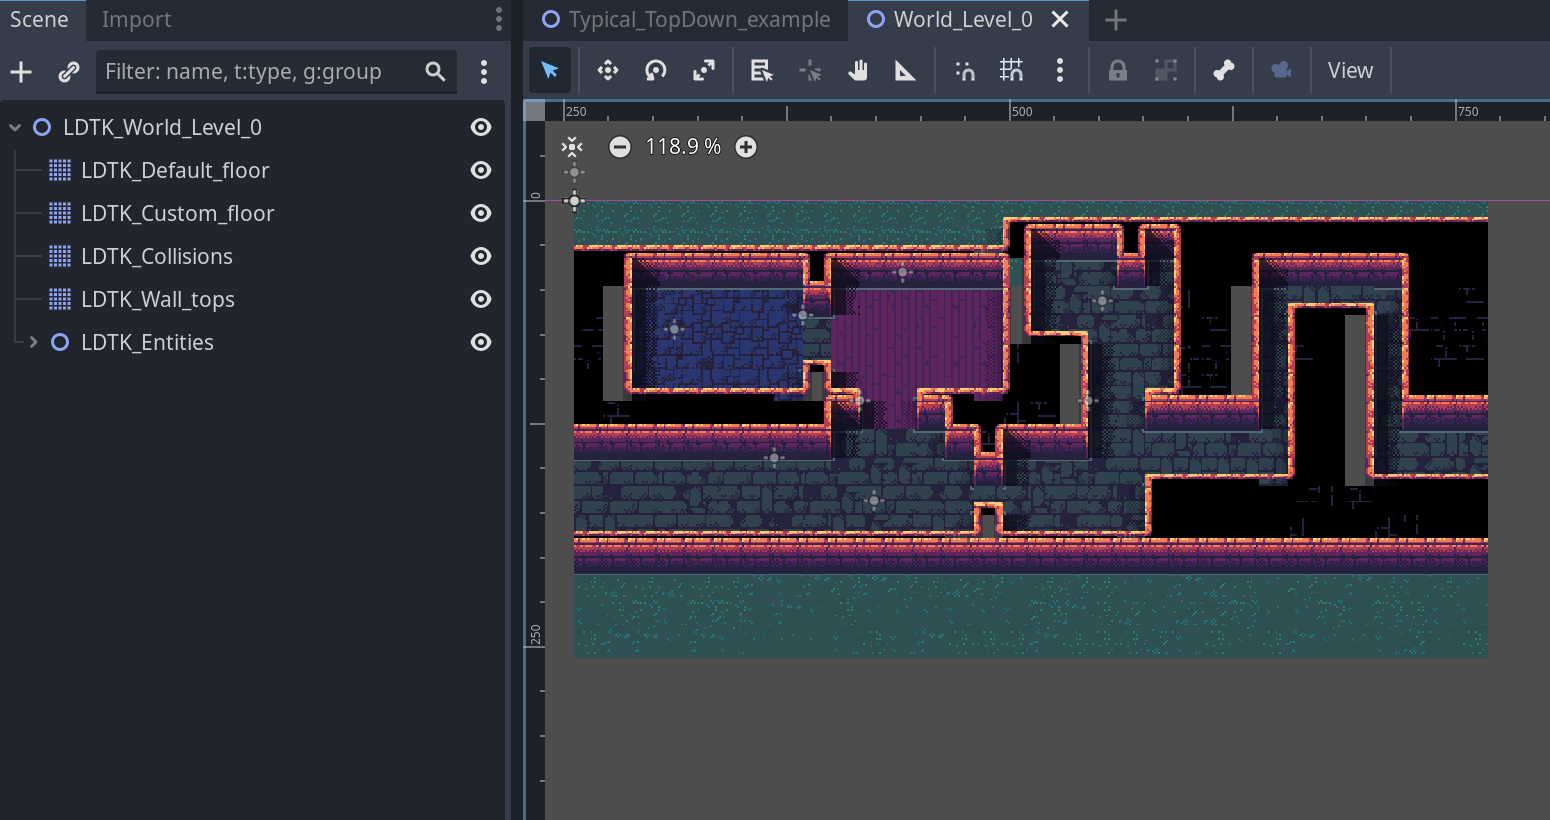 Scene Import
Typical_TopDown_example World_Level_0
Filter: name, t:type, g:group
View
LDTK_World_Level_0
LDTK_Default_floor
LDTK_Custom_floor
LDTK_Collisions
LDTK_Wall_tops
LDTK_Entities
250 500 750
118.9 %
0
250